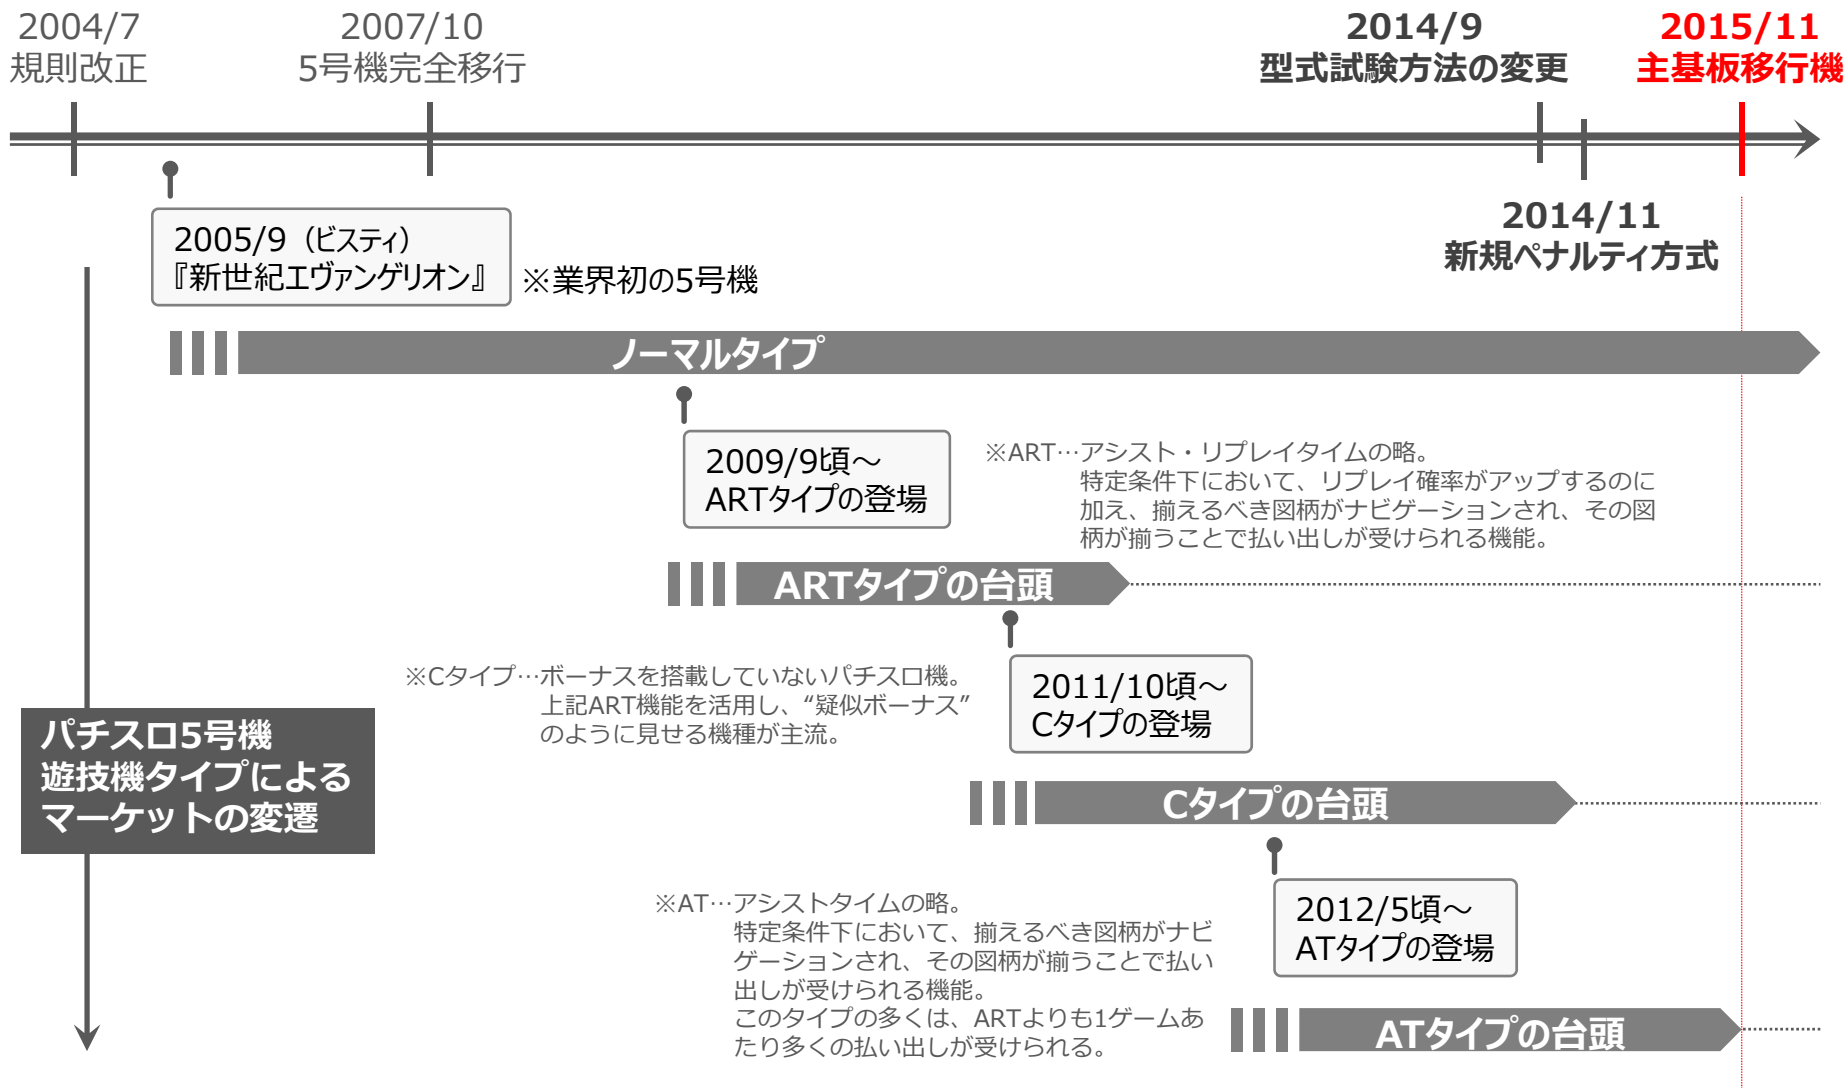 2004/7
規則改正
2007/10
5号機完全移行
2014/9
型式試験方法の変更
2015/11
主基板移行機
2014/11
新規ペナルティ方式
2005/9（ビスティ）
『新世紀エヴァンゲリオン』
※業界初の5号機
ノーマルタイプ
2009/9頃～
ARTタイプの登場
※ART…アシスト・リプレイタイムの略。
特定条件下において、リプレイ確率がアップするのに
加え、揃えるべき図柄がナビゲーションされ、その図
柄が揃うことで払い出しが受けられる機能。
ARTタイプの台頭
※Cタイプ…ボーナスを搭載していないパチスロ機。
上記ART機能を活用し、“疑似ボーナス”
のように見せる機種が主流。
2011/10頃～
Cタイプの登場
パチスロ5号機
遊技機タイプによる
マーケットの変遷
Cタイプの台頭
※AT…アシストタイムの略。
特定条件下において、揃えるべき図柄がナビ
ゲーションされ、その図柄が揃うことで払い
出しが受けられる機能。
このタイプの多くは、ARTよりも1ゲームあ
たり多くの払い出しが受けられる。
2012/5頃～
ATタイプの登場
ATタイプの台頭